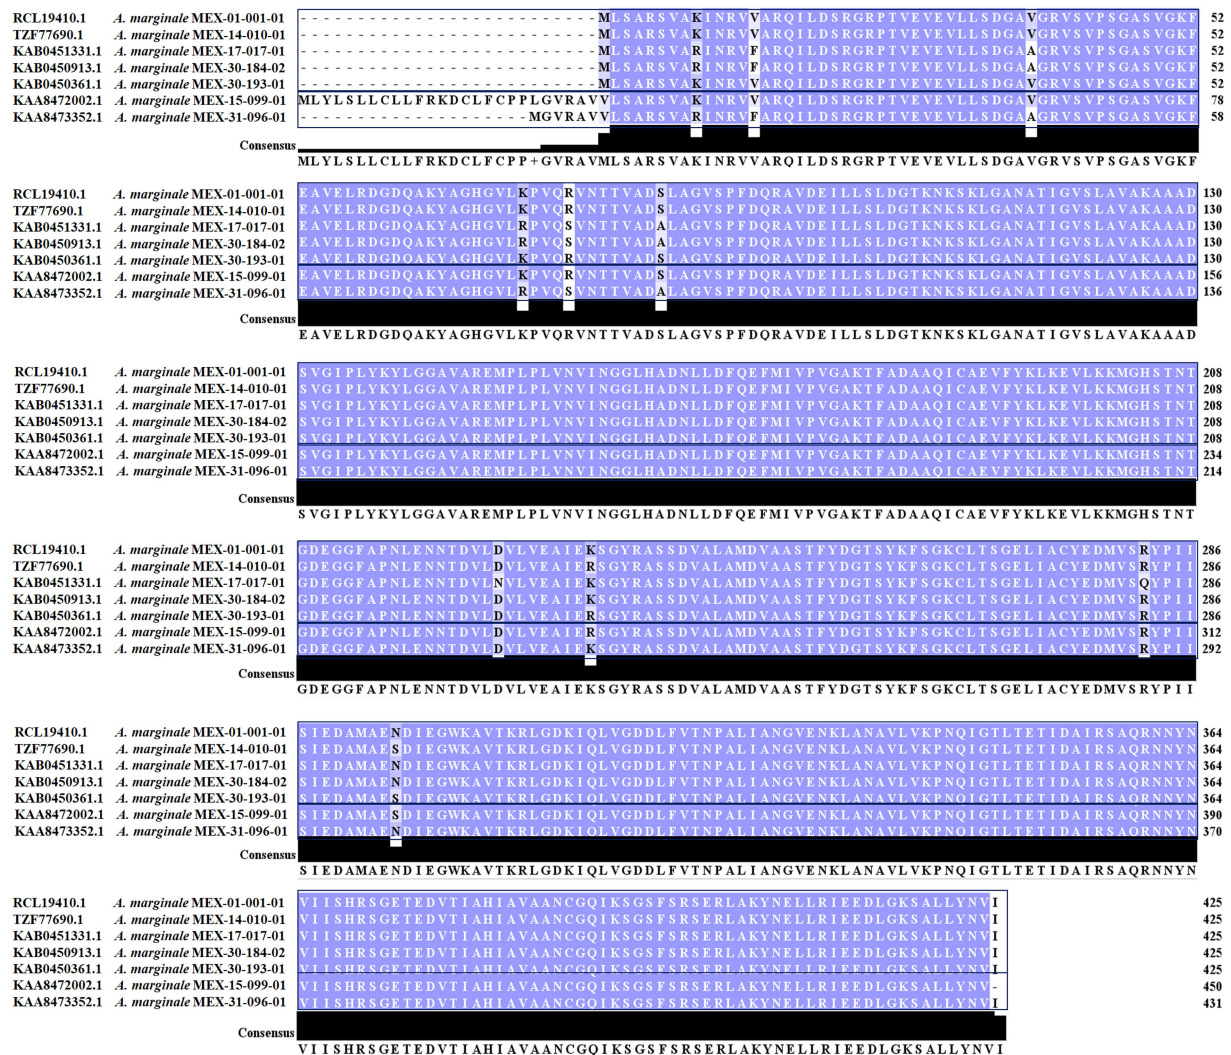 RCL19410.1 A. marginale MEX-01-001-01 --------------------------MLSARSVAKINRVVARQILDSRGRPTVEVEVLLSDGAVGRVSVPSGASVGKF 52
TZF77690.1 A. marginale MEX-14-010-01 --------------------------MLSARSVAKINRVVARQILDSRGRPTVEVEVLLSDGAVGRVSVPSGASVGKF 52
KAB0451331.1 A. marginale MEX-17-017-01 --------------------------MLSARSVARINRVFARQILDSRGRPTVEVEVLLSDGAAGRVSVPSGASVGKF 52
KAB0450913.1 A. marginale MEX-30-184-02 --------------------------MLSARSVARINRVFARQILDSRGRPTVEVEVLLSDGAAGRVSVPSGASVGKF 52
KAB0450361.1 A. marginale MEX-30-193-01 --------------------------MLSARSVAKINRVVARQILDSRGRPTVEVEVLLSDGAVGRVSVPSGASVGKF 52
KAA8472002.1 A. marginale MEX-15-099-01 MLYLSLLCLLFRKDCLFCPPLGVRAVVLSARSVAKINRVVARQILDSRGRPTVEVEVLLSDGAVGRVSVPSGASVGKF 78
KAA8473352.1 A. marginale MEX-31-096-01 --------------------MGVRAVVLSARSVARINRVFARQILDSRGRPTVEVEVLLSDGAAGRVSVPSGASVGKF 58
Consensus
MLYLSLLCLLFRKDCLFCPP+GVRAVMLSARSVAKINRVVARQILDSRGRPTVEVEVLLSDGAVGRVSVPSGASVGKF
RCL19410.1 A. marginale MEX-01-001-01 EAVELRDGDQAKYAGHGVLKPVQRVNTTVADSLAGVSPFDQRAVDEILLSLDGTKNKSKLGANATIGVSLAVAKAAAD 130
TZF77690.1 A. marginale MEX-14-010-01 EAVELRDGDQAKYAGHGVLKPVQRVNTTVADSLAGVSPFDQRAVDEILLSLDGTKNKSKLGANATIGVSLAVAKAAAD 130
KAB0451331.1 A. marginale MEX-17-017-01 EAVELRDGDQAKYAGHGVLRPVQSVNTTVADALAGVSPFDQRAVDEILLSLDGTKNKSKLGANATIGVSLAVAKAAAD 130
KAB0450913.1 A. marginale MEX-30-184-02 EAVELRDGDQAKYAGHGVLRPVQSVNTTVADALAGVSPFDQRAVDEILLSLDGTKNKSKLGANATIGVSLAVAKAAAD 130
KAB0450361.1 A. marginale MEX-30-193-01 EAVELRDGDQAKYAGHGVLKPVQRVNTTVADSLAGVSPFDQRAVDEILLSLDGTKNKSKLGANATIGVSLAVAKAAAD 130
KAA8472002.1 A. marginale MEX-15-099-01 EAVELRDGDQAKYAGHGVLKPVQRVNTTVADSLAGVSPFDQRAVDEILLSLDGTKNKSKLGANATIGVSLAVAKAAAD 156
KAA8473352.1 A. marginale MEX-31-096-01 EAVELRDGDQAKYAGHGVLRPVQSVNTTVADALAGVSPFDQRAVDEILLSLDGTKNKSKLGANATIGVSLAVAKAAAD 136
Consensus
EAVELRDGDQAKYAGHGVLKPVQRVNTTVADSLAGVSPFDQRAVDEILLSLDGTKNKSKLGANATIGVSLAVAKAAAD
RCL19410.1 A. marginale MEX-01-001-01 SVGIPLYKYLGGAVAREMPLPLVNVINGGLHADNLLDFQEFMIVPVGAKTFADAAQICAEVFYKLKEVLKKMGHSTNT 208
TZF77690.1 A. marginale MEX-14-010-01 SVGIPLYKYLGGAVAREMPLPLVNVINGGLHADNLLDFQEFMIVPVGAKTFADAAQICAEVFYKLKEVLKKMGHSTNT 208
KAB0451331.1 A. marginale MEX-17-017-01 SVGIPLYKYLGGAVAREMPLPLVNVINGGLHADNLLDFQEFMIVPVGAKTFADAAQICAEVFYKLKEVLKKMGHSTNT 208
KAB0450913.1 A. marginale MEX-30-184-02 SVGIPLYKYLGGAVAREMPLPLVNVINGGLHADNLLDFQEFMIVPVGAKTFADAAQICAEVFYKLKEVLKKMGHSTNT 208
KAB0450361.1 A. marginale MEX-30-193-01 SVGIPLYKYLGGAVAREMPLPLVNVINGGLHADNLLDFQEFMIVPVGAKTFADAAQICAEVFYKLKEVLKKMGHSTNT 208
KAA8472002.1 A. marginale MEX-15-099-01 SVGIPLYKYLGGAVAREMPLPLVNVINGGLHADNLLDFQEFMIVPVGAKTFADAAQICAEVFYKLKEVLKKMGHSTNT 234
KAA8473352.1 A. marginale MEX-31-096-01 SVGIPLYKYLGGAVAREMPLPLVNVINGGLHADNLLDFQEFMIVPVGAKTFADAAQICAEVFYKLKEVLKKMGHSTNT 214
Consensus
SVGIPLYKYLGGAVAREMPLPLVNVINGGLHADNLLDFQEFMIVPVGAKTFADAAQICAEVFYKLKEVLKKMGHSTNT
RCL19410.1 A. marginale MEX-01-001-01 GDEGGFAPNLENNTDVLDVLVEAIEKSGYRASSDVALAMDVAASTFYDGTSYKFSGKCLTSGELIACYEDMVSRYPII 286
TZF77690.1 A. marginale MEX-14-010-01 GDEGGFAPNLENNTDVLDVLVEAIERSGYRASSDVALAMDVAASTFYDGTSYKFSGKCLTSGELIACYEDMVSRYPII 286
KAB0451331.1 A. marginale MEX-17-017-01 GDEGGFAPNLENNTDVLNVLVEAIEKSGYRASSDVALAMDVAASTFYDGTSYKFSGKCLTSGELIACYEDMVSQYPII 286
KAB0450913.1 A. marginale MEX-30-184-02 GDEGGFAPNLENNTDVLDVLVEAIEKSGYRASSDVALAMDVAASTFYDGTSYKFSGKCLTSGELIACYEDMVSRYPII 286
KAB0450361.1 A. marginale MEX-30-193-01 GDEGGFAPNLENNTDVLDVLVEAIERSGYRASSDVALAMDVAASTFYDGTSYKFSGKCLTSGELIACYEDMVSRYPII 286
KAA8472002.1 A. marginale MEX-15-099-01 GDEGGFAPNLENNTDVLDVLVEAIERSGYRASSDVALAMDVAASTFYDGTSYKFSGKCLTSGELIACYEDMVSRYPII 312
KAA8473352.1 A. marginale MEX-31-096-01 GDEGGFAPNLENNTDVLDVLVEAIEKSGYRASSDVALAMDVAASTFYDGTSYKFSGKCLTSGELIACYEDMVSRYPII 292
Consensus
GDEGGFAPNLENNTDVLDVLVEAIEKSGYRASSDVALAMDVAASTFYDGTSYKFSGKCLTSGELIACYEDMVSRYPII
RCL19410.1 A. marginale MEX-01-001-01 SIEDAMAENDIEGWKAVTKRLGDKIQLVGDDLFVTNPALIANGVENKLANAVLVKPNQIGTLTETIDAIRSAQRNNYN 364
TZF77690.1 A. marginale MEX-14-010-01 SIEDAMAESDIEGWKAVTKRLGDKIQLVGDDLFVTNPALIANGVENKLANAVLVKPNQIGTLTETIDAIRSAQRNNYN 364
KAB0451331.1 A. marginale MEX-17-017-01 SIEDAMAENDIEGWKAVTKRLGDKIQLVGDDLFVTNPALIANGVENKLANAVLVKPNQIGTLTETIDAIRSAQRNNYN 364
KAB0450913.1 A. marginale MEX-30-184-02 SIEDAMAENDIEGWKAVTKRLGDKIQLVGDDLFVTNPALIANGVENKLANAVLVKPNQIGTLTETIDAIRSAQRNNYN 364
KAB0450361.1 A. marginale MEX-30-193-01 SIEDAMAESDIEGWKAVTKRLGDKIQLVGDDLFVTNPALIANGVENKLANAVLVKPNQIGTLTETIDAIRSAQRNNYN 364
KAA8472002.1 A. marginale MEX-15-099-01 SIEDAMAESDIEGWKAVTKRLGDKIQLVGDDLFVTNPALIANGVENKLANAVLVKPNQIGTLTETIDAIRSAQRNNYN 390
KAA8473352.1 A. marginale MEX-31-096-01 SIEDAMAENDIEGWKAVTKRLGDKIQLVGDDLFVTNPALIANGVENKLANAVLVKPNQIGTLTETIDAIRSAQRNNYN 370
Consensus
SIEDAMAENDIEGWKAVTKRLGDKIQLVGDDLFVTNPALIANGVENKLANAVLVKPNQIGTLTETIDAIRSAQRNNYN
RCL19410.1 A. marginale MEX-01-001-01 VIISHRSGETEDVTIAHIAVAANCGQIKSGSFSRSERLAKYNELLRIEEDLGKSALLYNVI 425
TZF77690.1 A. marginale MEX-14-010-01 VIISHRSGETEDVTIAHIAVAANCGQIKSGSFSRSERLAKYNELLRIEEDLGKSALLYNVI 425
KAB0451331.1 A. marginale MEX-17-017-01 VIISHRSGETEDVTIAHIAVAANCGQIKSGSFSRSERLAKYNELLRIEEDLGKSALLYNVI 425
KAB0450913.1 A. marginale MEX-30-184-02 VIISHRSGETEDVTIAHIAVAANCGQIKSGSFSRSERLAKYNELLRIEEDLGKSALLYNVI 425
KAB0450361.1 A. marginale MEX-30-193-01 VIISHRSGETEDVTIAHIAVAANCGQIKSGSFSRSERLAKYNELLRIEEDLGKSALLYNVI 425
KAA8472002.1 A. marginale MEX-15-099-01 VIISHRSGETEDVTIAHIAVAANCGQIKSGSFSRSERLAKYNELLRIEEDLGKSALLYNV- 450
KAA8473352.1 A. marginale MEX-31-096-01 VIISHRSGETEDVTIAHIAVAANCGQIKSGSFSRSERLAKYNELLRIEEDLGKSALLYNVI 431
Consensus
VIISHRSGETEDVTIAHIAVAANCGQIKSGSFSRSERLAKYNELLRIEEDLGKSALLYNVI